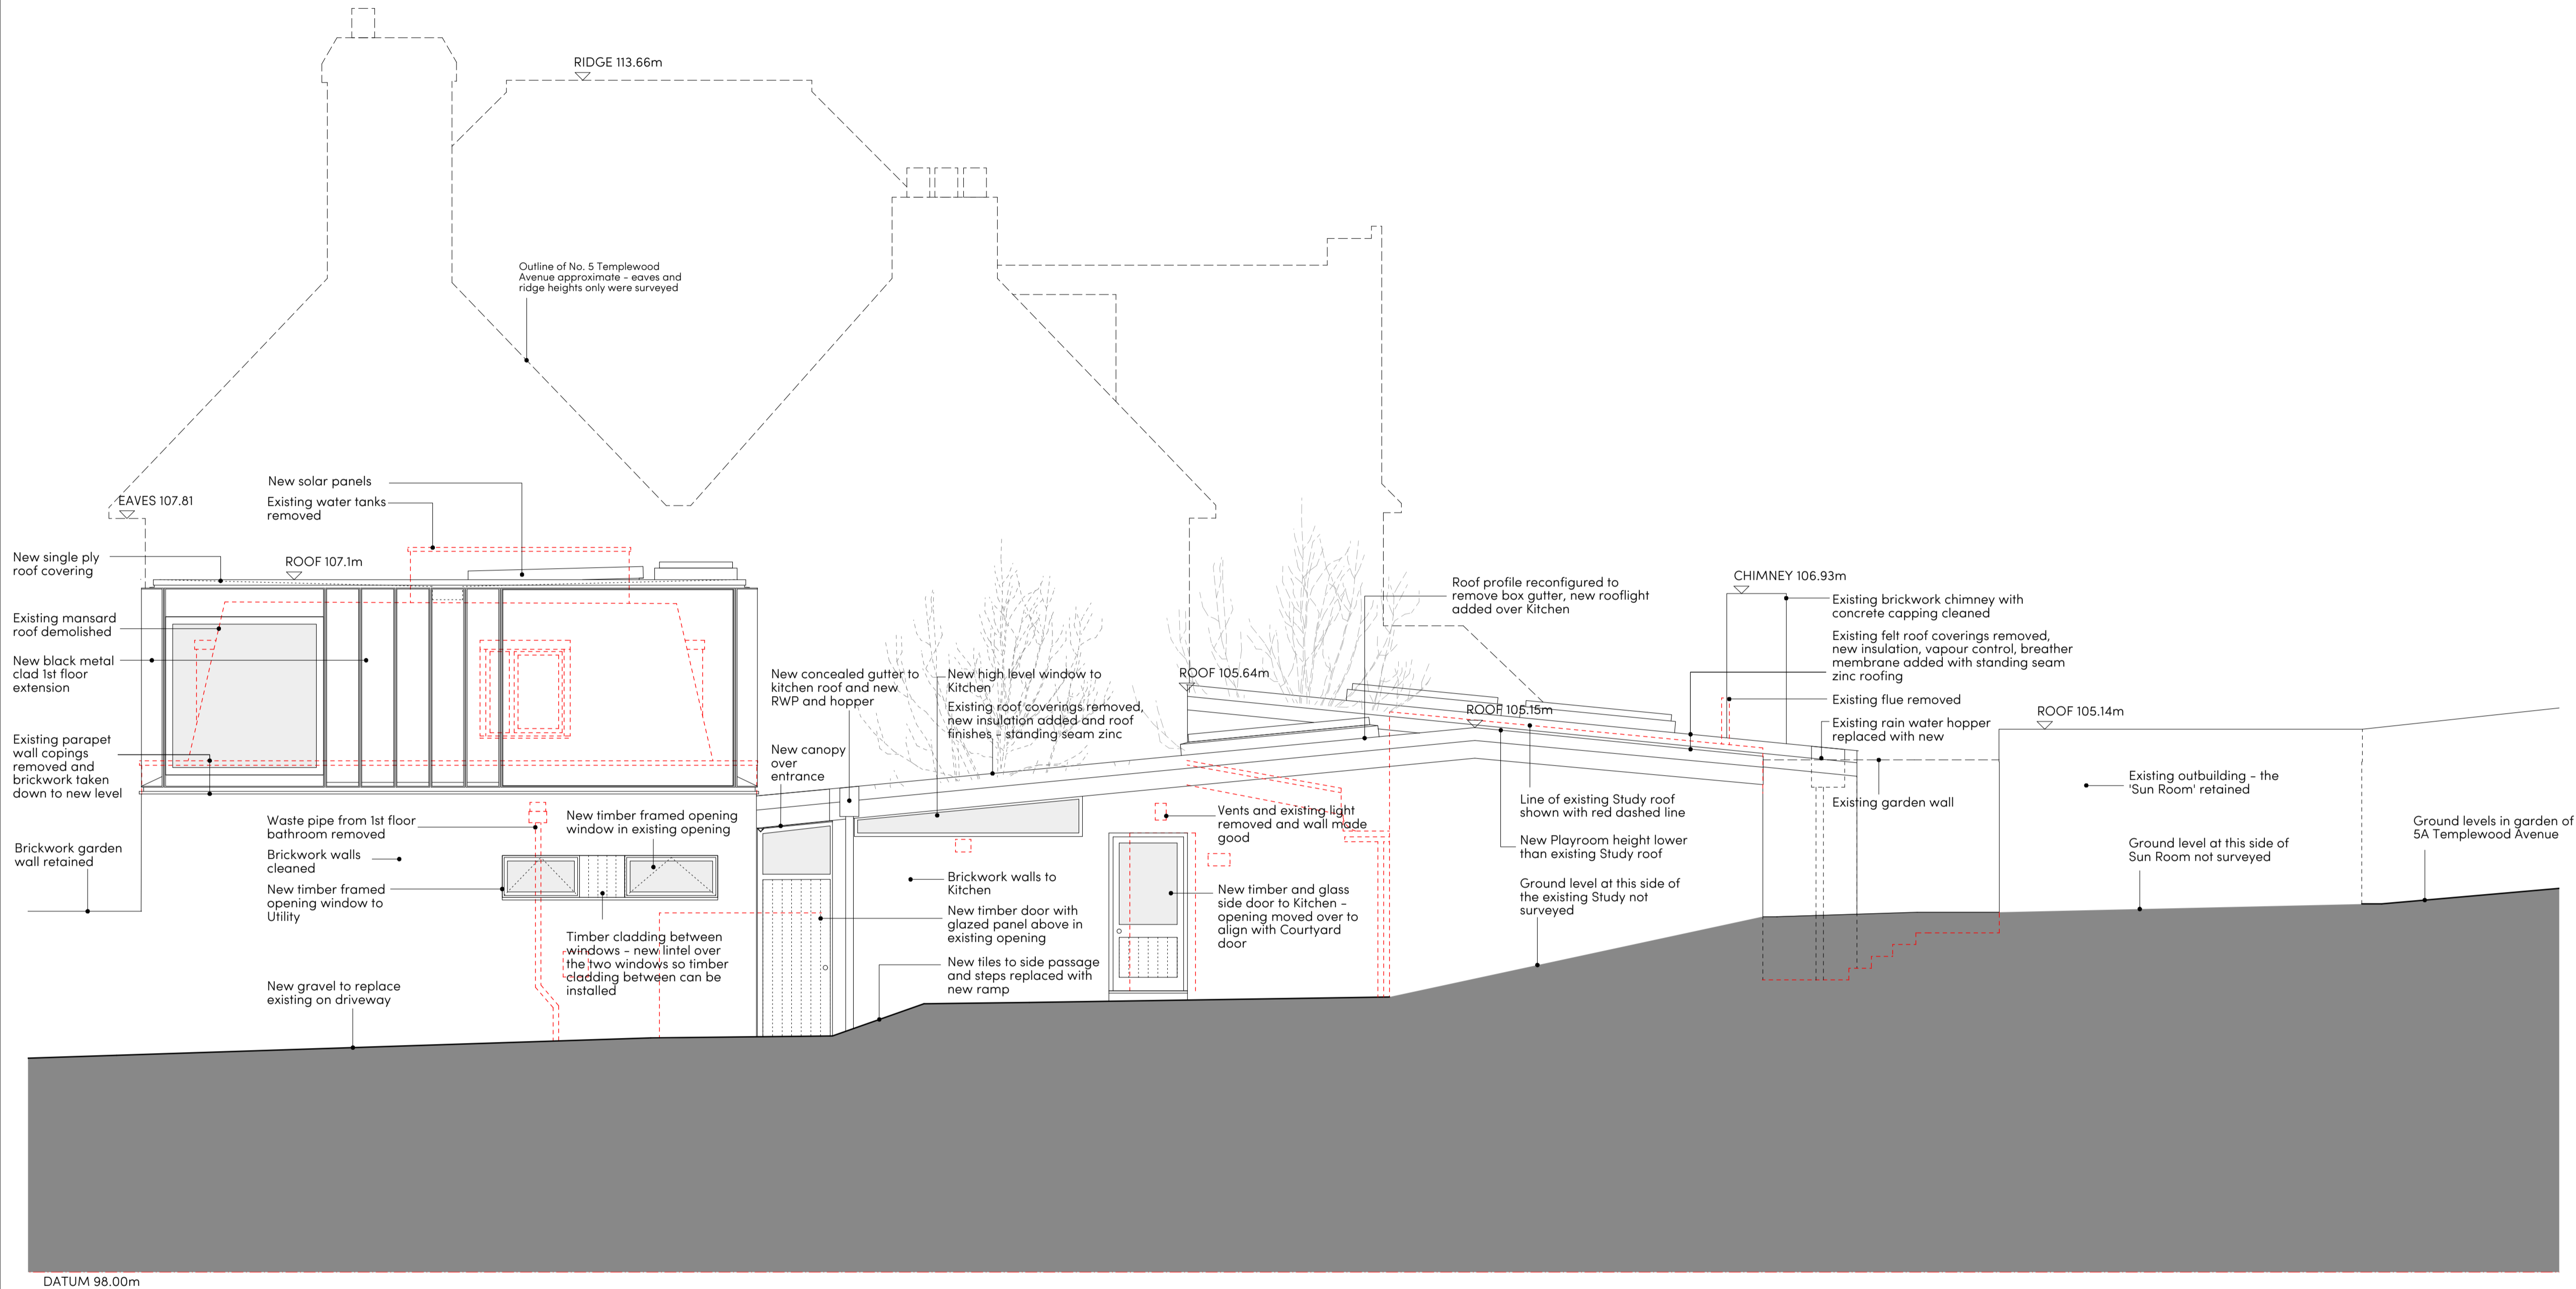 RIDGE 113.66m
Outline of No. 5 Templewood
Avenue approximate - eaves and
ridge heights only were surveyed
New solar panels
Existing water tanks
removed
EAVES 107.81
New single ply
roof covering
ROOF 107.1m
Existing mansard
roof demolished
New black metal
clad 1st floor
extension
Existing parapet
wall copings
removed and
brickwork taken
down to new level
Brickwork garden
wall retained
Waste pipe from 1st floor
bathroom removed
Brickwork walls
cleaned
New timber framed
opening window to
Utility
New gravel to replace
existing on driveway
New timber framed opening
window in existing opening
Timber cladding between
windows - new lintel over
the two windows so timber
cladding between can be
installed
New concealed gutter to
kitchen roof and new
RWP and hopper
New canopy
over
entrance
New high level window to
Kitchen
Existing roof coverings removed,
new insulation added and roof
finishes - standing seam zinc
Brickwork walls to
Kitchen
New timber door with
glazed panel above in
existing opening
New tiles to side passage
and steps replaced with
new ramp
ROOF 105.64m
Vents and existing light
removed and wall made
good
New timber and glass
side door to Kitchen -
opening moved over to
align with Courtyard
door
Roof profile reconfigured to
remove box gutter, new rooflight
added over Kitchen
ROOF 105.15m
Line of existing Study roof
shown with red dashed line
New Playroom height lower
than existing Study roof
Ground level at this side of
the existing Study not
surveyed
CHIMNEY 106.93m
Existing brickwork chimney with
concrete capping cleaned
Existing felt roof coverings removed,
new insulation, vapour control, breather
membrane added with standing seam
zinc roofing
Existing flue removed
Existing rain water hopper
replaced with new
Existing garden wall
ROOF 105.14m
Existing outbuilding - the
'Sun Room' retained
Ground level at this side of
Sun Room not surveyed
Ground levels in garden of
5A Templewood Avenue
DATUM 98.00m